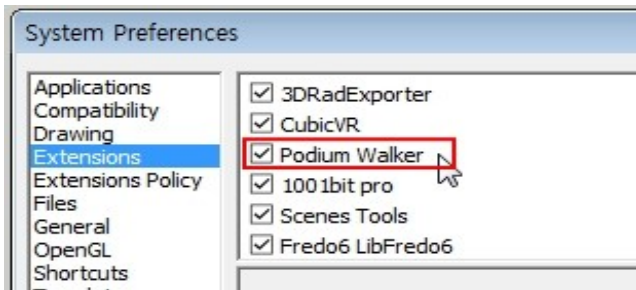 System Preferences
Applications
Compatibility
Drawing
Extensions
Extensions Policy
Files
General
OpenGL
Shortcuts
3DRadExporter
CubicVR
Podium Walker
1001bit pro
Scenes Tools
Fredo6 LibFredo6